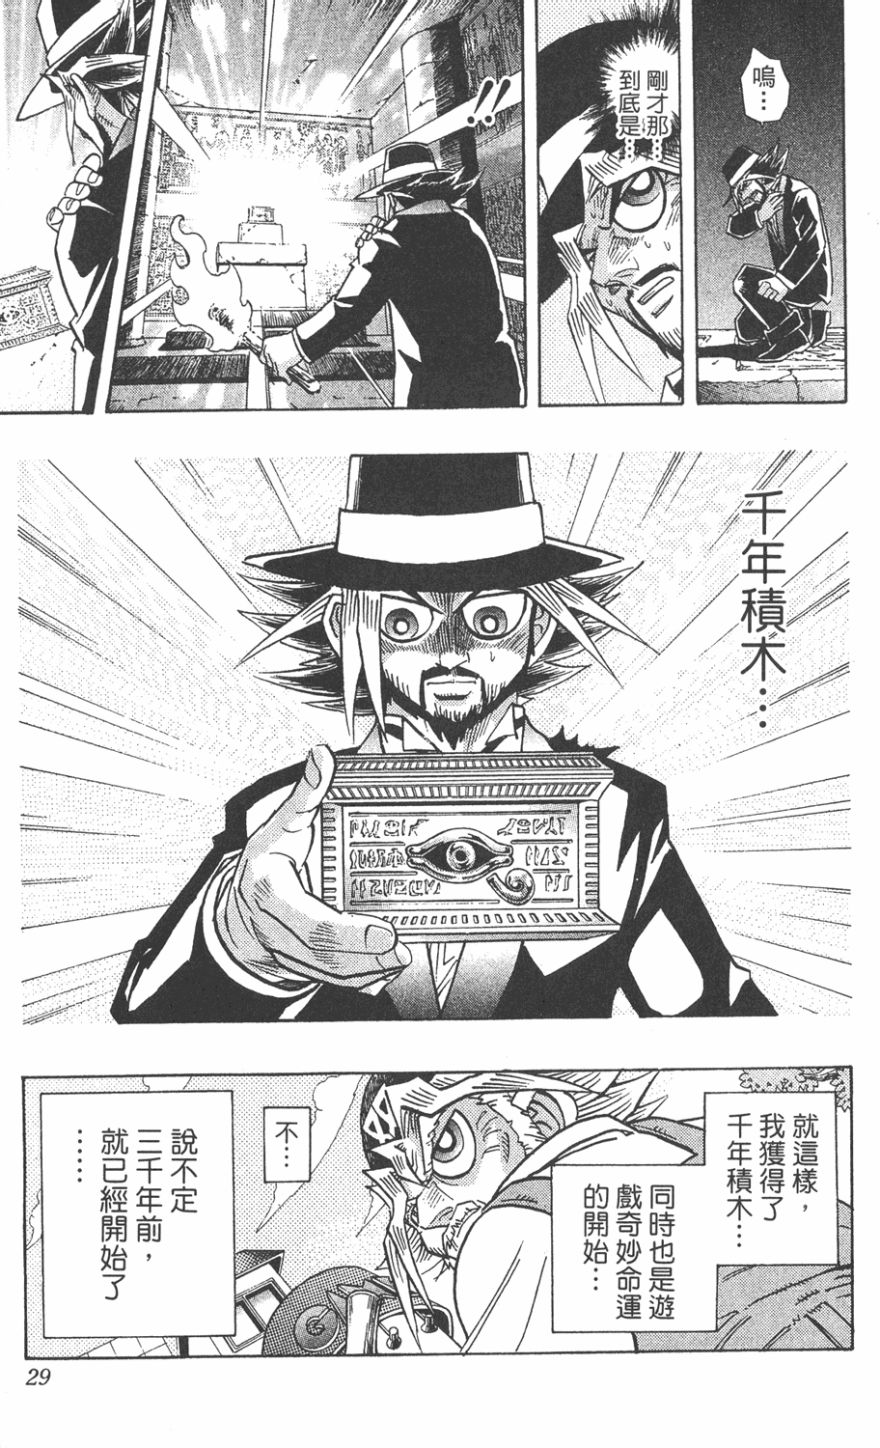 嗚…
剛才那…
到底是…
!!
千年積木…
就這樣，
我獲得了
千年積木…
同時也是遊
戲奇妙命運
的開始…
不…
說不定
三千年前，
就已經開始了
……
29